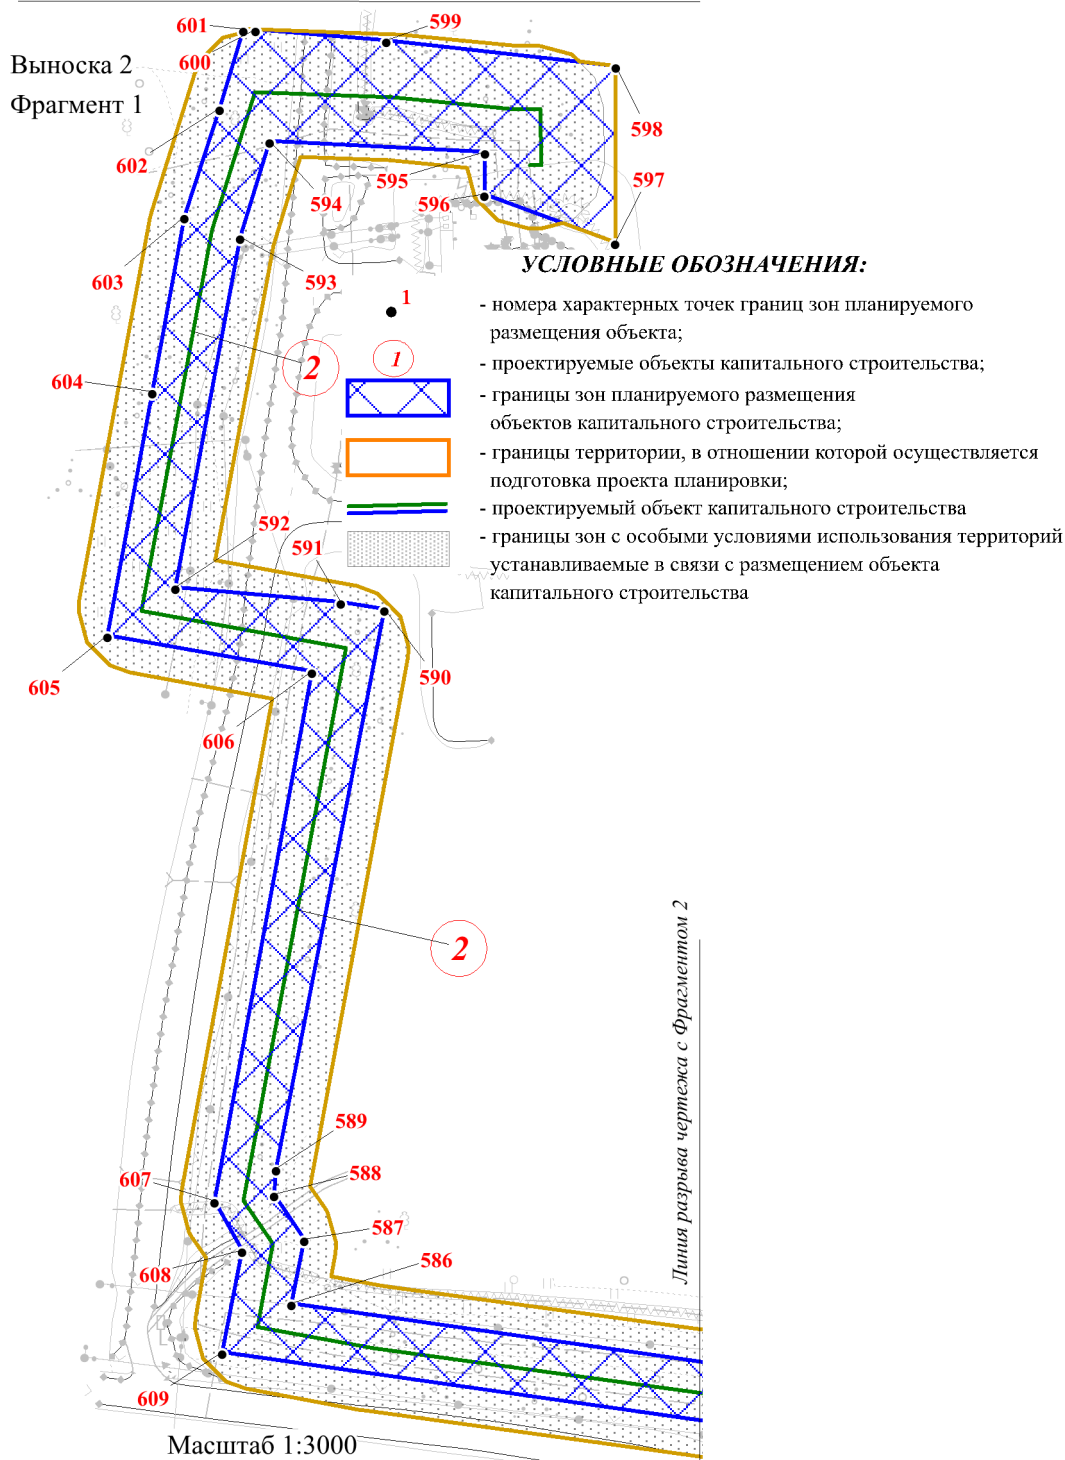 601
599
600
Выноска 2
Фрагмент 1
598
602
595
597
594
596
603
593
УСЛОВНЫЕ ОБОЗНАЧЕНИЯ:
1
- номера характерных точек границ зон планируемого
размещения объекта;
2
1
- проектируемые объекты капитального строительства;
604
- границы зон планируемого размещения
объектов капитального строительства;
- границы территории, в отношении которой осуществляется
подготовка проекта планировки;
- проектируемый объект капитального строительства
592
591
- границы зон с особыми условиями использования территорий
устанавливаемые в связи с размещением объекта
капитального строительства
605
590
606
2
Линия разрыва чертежа с Фрагментом 2
589
607
588
587
608
586
609
Масштаб 1:3000